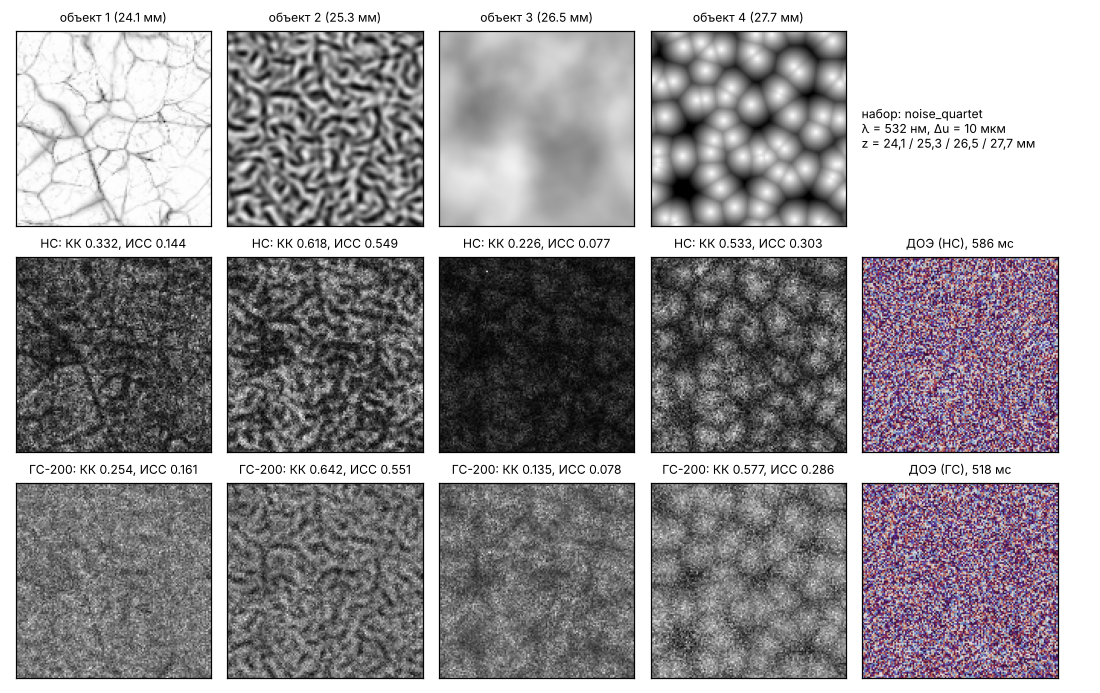 объект 1 (24.1 мм)
объект 2 (25.3 мм)
объект 3 (26.5 мм)
объект 4 (27.7 мм)
набор: noise_quartet
λ = 532 нм, Δu = 10 мкм
z = 24,1 / 25,3 / 26,5 / 27,7 мм
НС: КК 0.332, ИСС 0.144
НС: КК 0.618, ИСС 0.549
НС: КК 0.226, ИСС 0.077
НС: КК 0.533, ИСС 0.303
ДОЭ (НС), 586 мс
ГС-200: КК 0.254, ИСС 0.161
ГС-200: КК 0.642, ИСС 0.551
ГС-200: КК 0.135, ИСС 0.078
ГС-200: КК 0.577, ИСС 0.286
ДОЭ (ГС), 518 мс